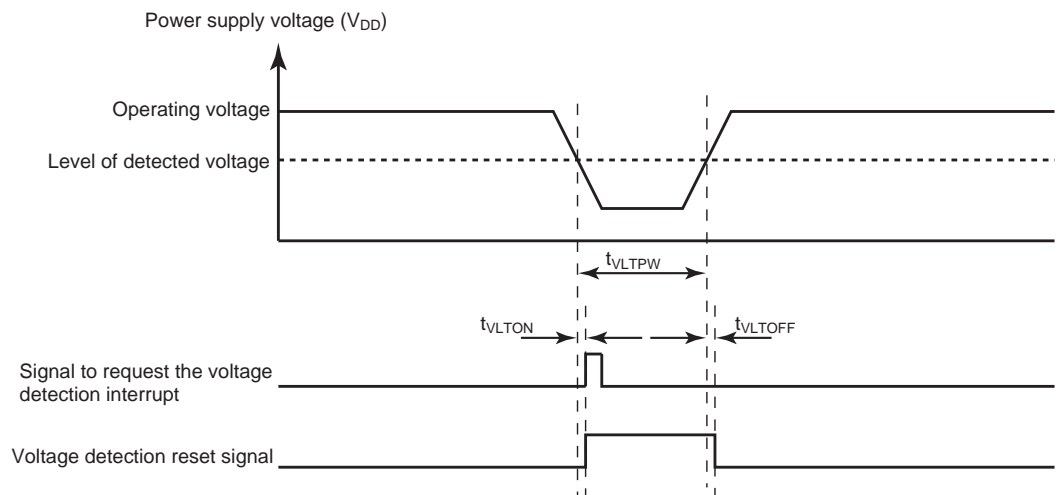 Power supply voltage (VDD)
Operating voltage
Level of detected voltage
tVLTPW
tVLTON
tVLTOFF
Signal to request the voltage
detection interrupt
Voltage detection reset signal